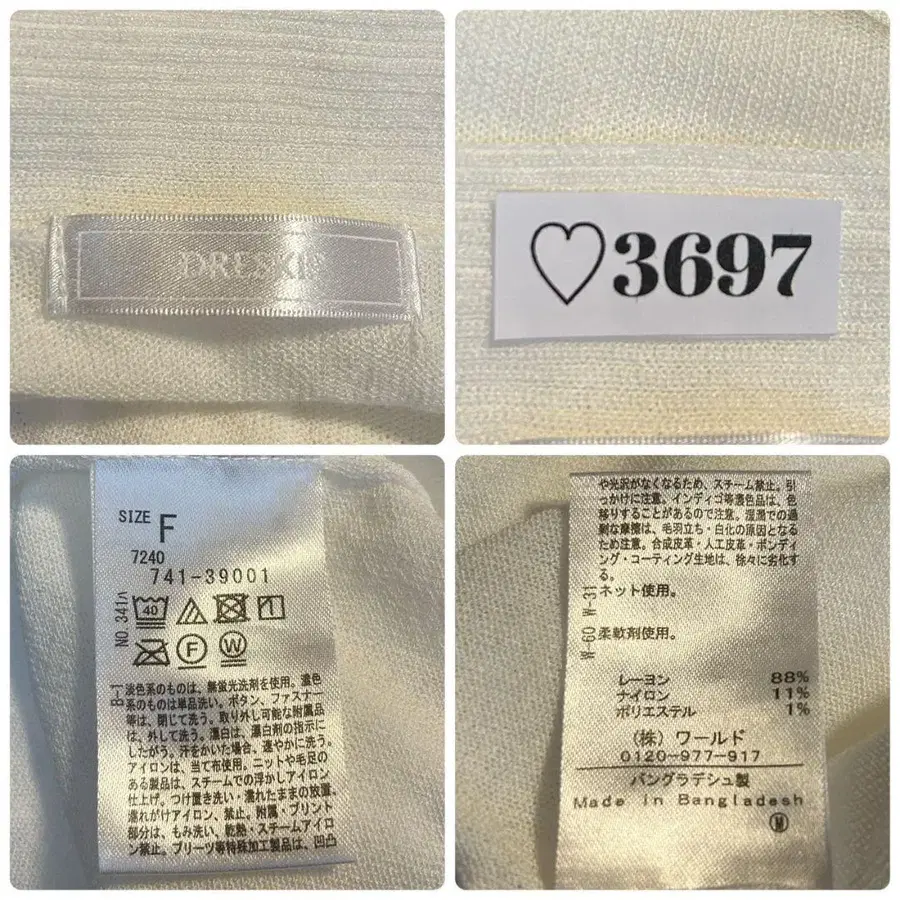 DRESKIP
♡3697
SIZE F
7240
741-39001
NO.341ハ
40
F
W
B-1
淡色系のものは、無蛍光洗剤を使用。濃色
系のものは単品洗い。ボタン、ファスナー
等は、閉じて洗う。取り外し可能な附属品
は、外して洗う。漂白は、漂白剤の指示に
したがう。汗をかいた場合、速やかに洗う。
アイロンは、当て布使用。ニットや毛足の
ある製品は、スチームでの浮かしアイロン
仕上げ。つけ置き洗い・濡れたままの放置、
濡れがけアイロン、禁止。附属・プリント
部分は、もみ洗い、乾熱・スチームアイロ
ン禁止。プリーツ等特殊加工製品は、凹凸
や光沢がなくなるため、スチーム禁止。引
っかけに注意。インディゴ等濃色品は、色
移りすることがあるので注意。湿潤での過
剰な摩擦は、毛羽立ち・白化の原因となる
ため注意。合成皮革・人工皮革・ボンディ
ング・コーティング生地は、徐々に劣化す
る。
W-31
ネット使用。
W-60
柔軟剤使用。
レーヨン 88%
ナイロン 11%
ポリエステル 1%
(株)ワールド
0120-977-917
バングラデシュ製
Made in Bangladesh
M